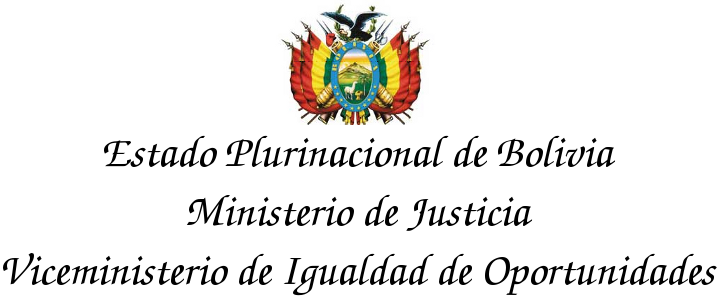 Estado Plurinacional de Bolivia
Ministerio de Justicia
Viceministerio de Igualdad de Oportunidades